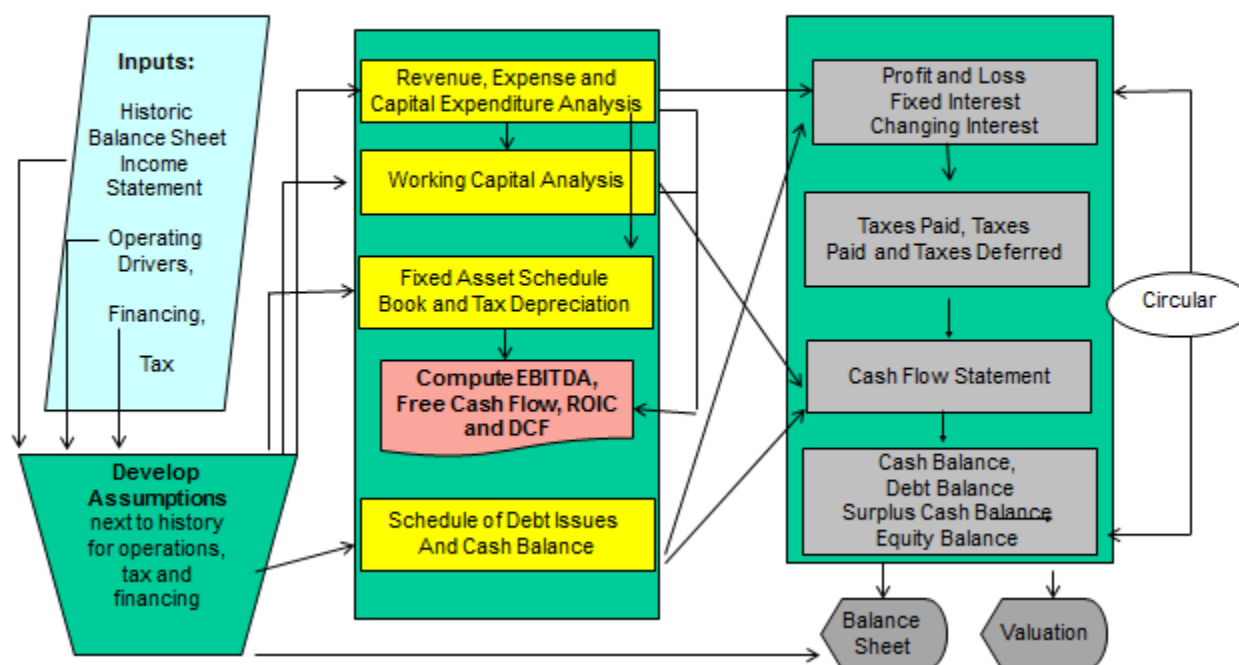 Inputs:
Historic
Balance Sheet
Income
Statement
Operating
Drivers,
Financing,
Tax
Develop
Assumptions
next to history
for operations,
tax and
financing
Revenue, Expense and
Capital Expenditure Analysis
Working Capital Analysis
Fixed Asset Schedule
Book and Tax Depreciation
Compute EBITDA,
Free Cash Flow, ROIC
and DCF
Schedule of Debt Issues
And Cash Balance
Profit and Loss
Fixed Interest
Changing Interest
Taxes Paid, Taxes
Paid and Taxes Deferred
Cash Flow Statement
Cash Balance,
Debt Balance
Surplus Cash Balance
Equity Balance
Circular
Balance
Sheet
Valuation